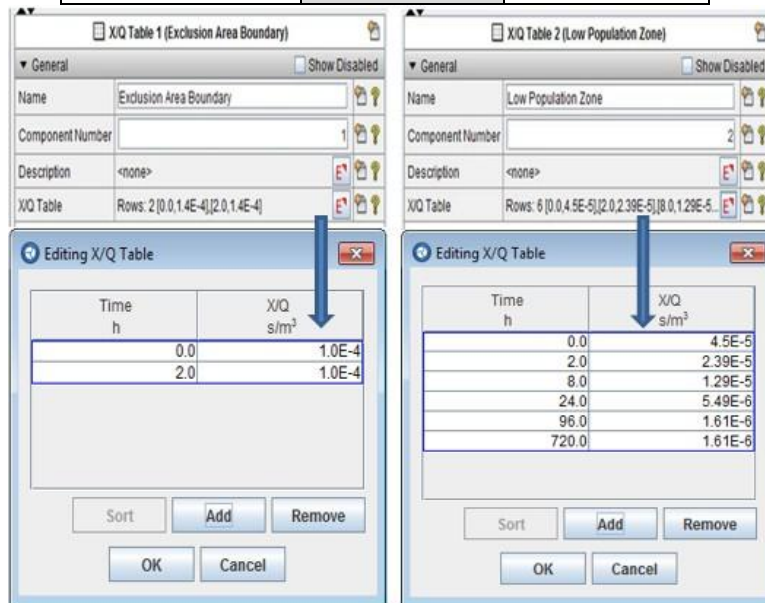 X/Q Table 1 (Exclusion Area Boundary)
▼ General Show Disabled
Name Exclusion Area Boundary
Component Number 1
Description <none> E
X/Q Table Rows: 2 [0.0,1.4E-4],[2.0,1.4E-4] E
Editing X/Q Table
Time X/Q
h s/m³
0.0 1.0E-4
2.0 1.0E-4
Sort Add Remove
OK Cancel
X/Q Table 2 (Low Population Zone)
▼ General Show Disabled
Name Low Population Zone
Component Number 2
Description <none> E
X/Q Table Rows: 6 [0.0,4.5E-5],[2.0,2.39E-5],[8.0,1.29E-5... E
Editing X/Q Table
Time X/Q
h s/m³
0.0 4.5E-5
2.0 2.39E-5
8.0 1.29E-5
24.0 5.49E-6
96.0 1.61E-6
720.0 1.61E-6
Sort Add Remove
OK Cancel